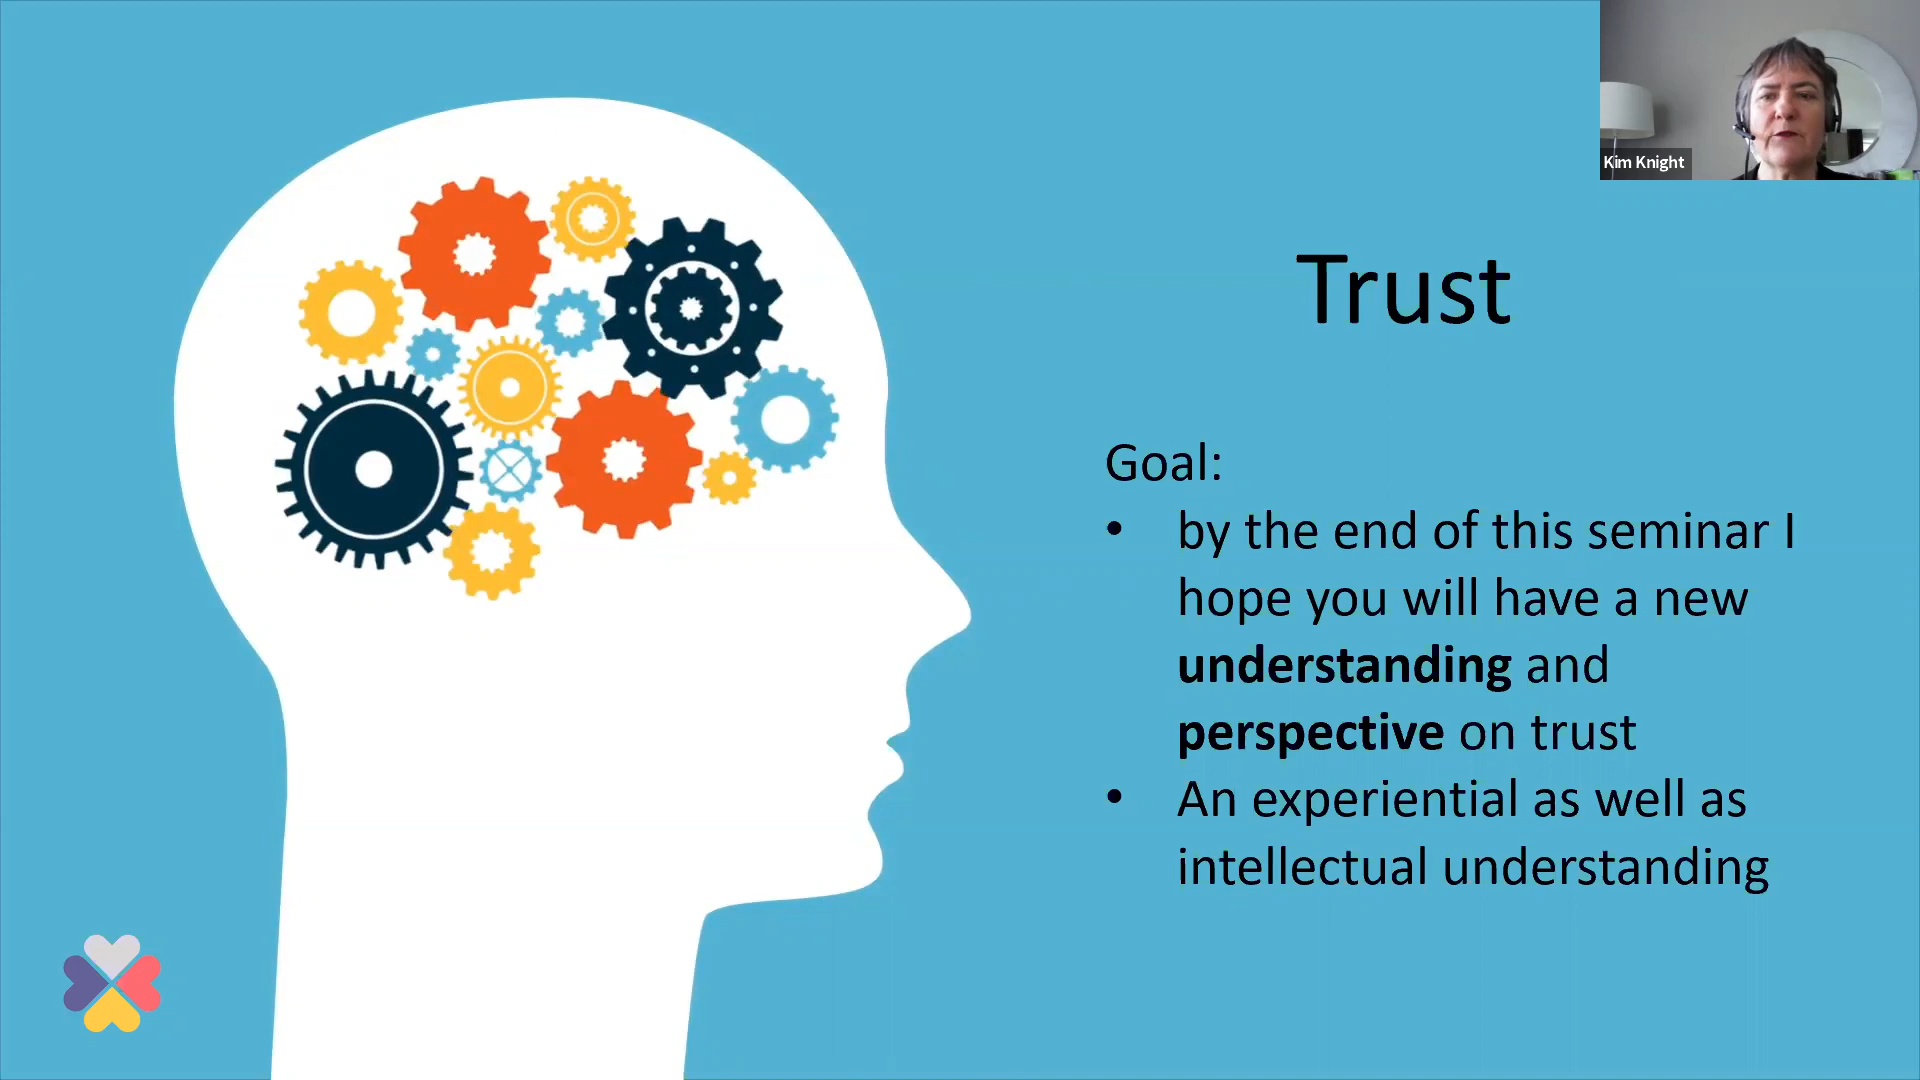 Kim Knight
Trust
Goal:
• by the end of this seminar I
hope you will have a new
understanding and
perspective on trust
• An experiential as well as
intellectual understanding